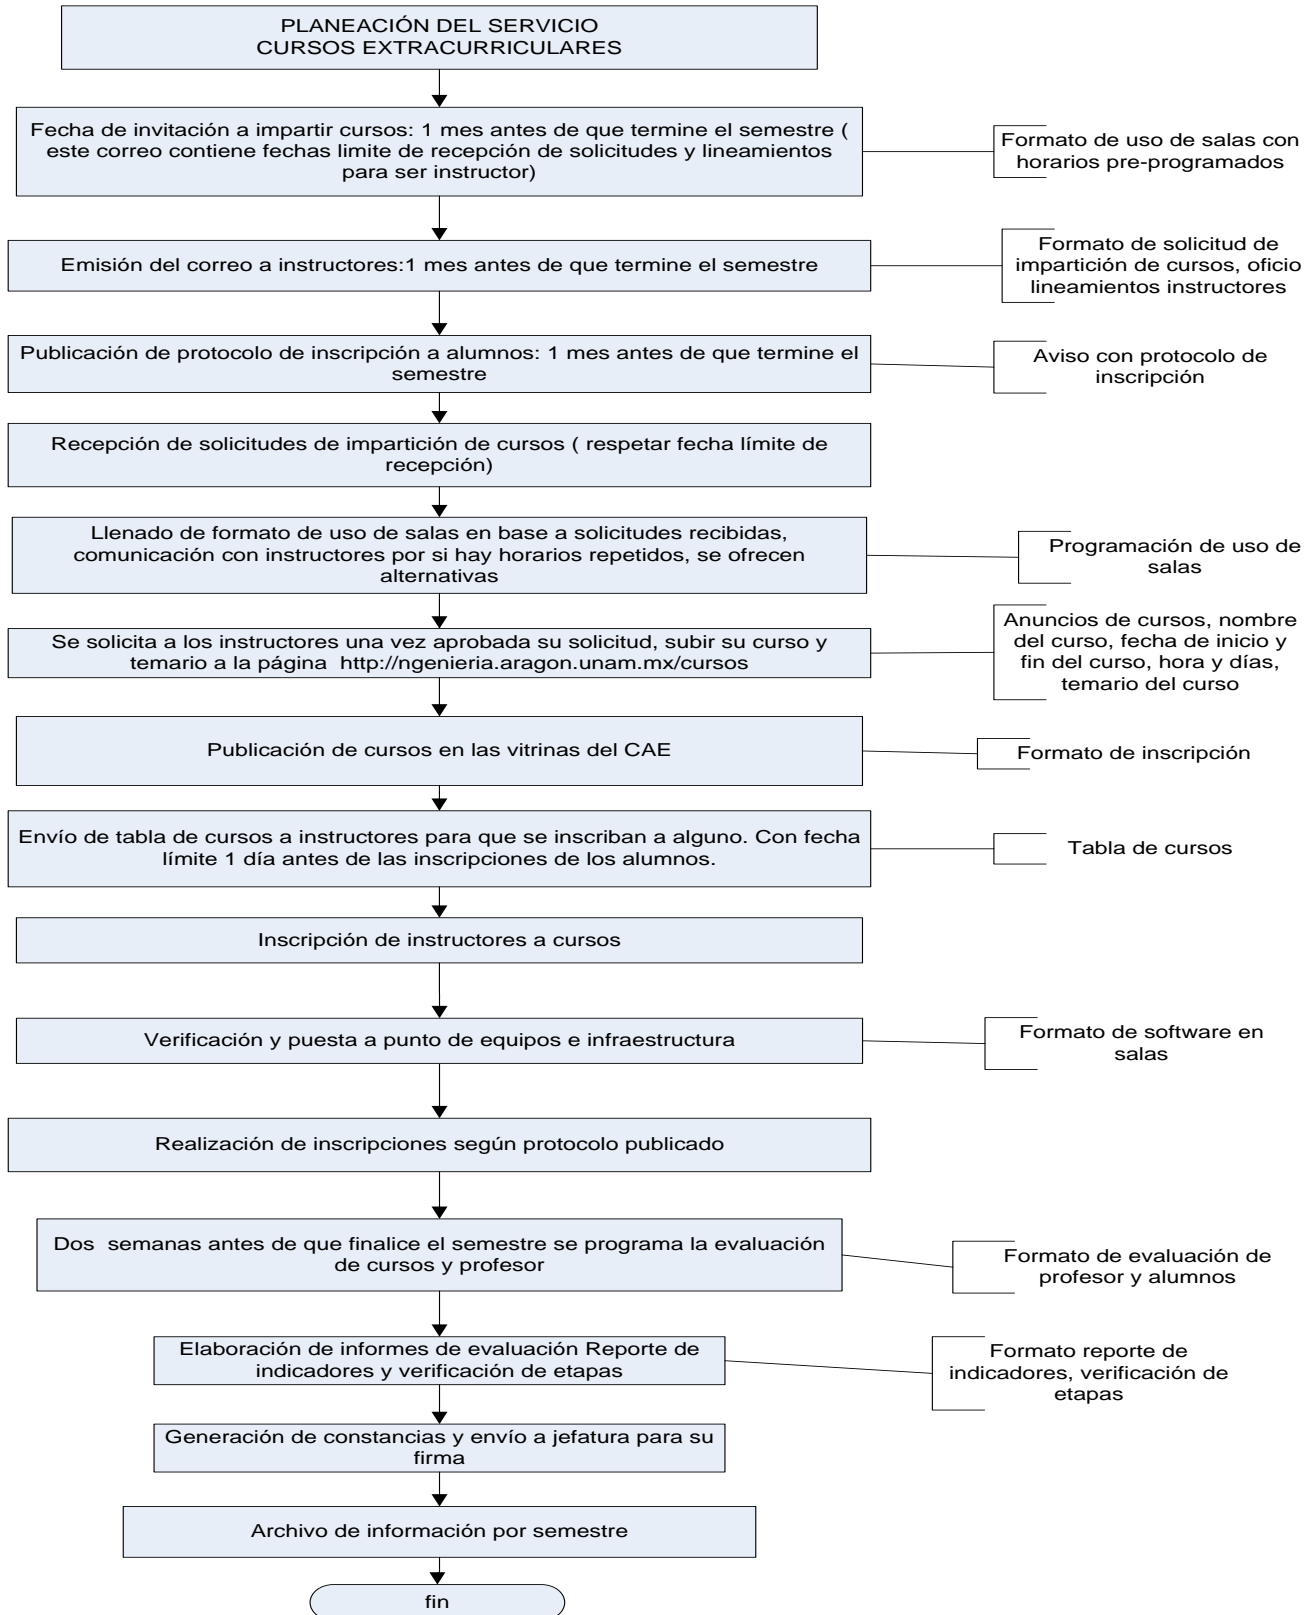 PLANEACIÓN DEL SERVICIO
CURSOS EXTRACURRICULARES
Fecha de invitación a impartir cursos: 1 mes antes de que termine el semestre (
este correo contiene fechas limite de recepción de solicitudes y lineamientos
para ser instructor)
Formato de uso de salas con
horarios pre-programados
Emisión del correo a instructores:1 mes antes de que termine el semestre
Formato de solicitud de
impartición de cursos, oficio
lineamientos instructores
Publicación de protocolo de inscripción a alumnos: 1 mes antes de que termine el
semestre
Aviso con protocolo de
inscripción
Recepción de solicitudes de impartición de cursos ( respetar fecha límite de
recepción)
Llenado de formato de uso de salas en base a solicitudes recibidas,
comunicación con instructores por si hay horarios repetidos, se ofrecen
alternativas
Programación de uso de
salas
Se solicita a los instructores una vez aprobada su solicitud, subir su curso y
temario a la página  http://ngenieria.aragon.unam.mx/cursos
Anuncios de cursos, nombre
del curso, fecha de inicio y
fin del curso, hora y días,
temario del curso
Publicación de cursos en las vitrinas del CAE
Formato de inscripción
Envío de tabla de cursos a instructores para que se inscriban a alguno. Con fecha
límite 1 día antes de las inscripciones de los alumnos.
Tabla de cursos
Inscripción de instructores a cursos
Verificación y puesta a punto de equipos e infraestructura
Formato de software en
salas
Realización de inscripciones según protocolo publicado
Dos  semanas antes de que finalice el semestre se programa la evaluación
de cursos y profesor
Formato de evaluación de
profesor y alumnos
Elaboración de informes de evaluación Reporte de
indicadores y verificación de etapas
Formato reporte de
indicadores, verificación de
etapas
Generación de constancias y envío a jefatura para su
firma
Archivo de información por semestre
fin